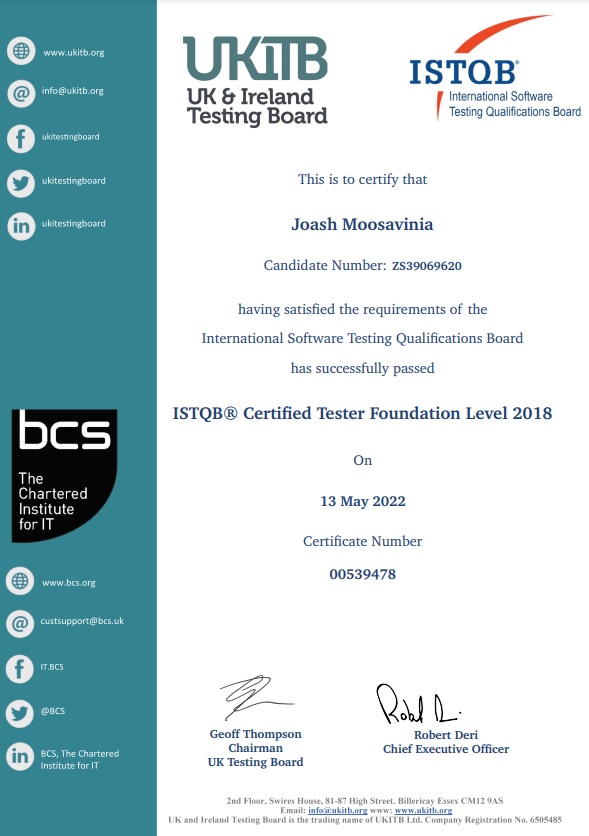 www.ukitb.org
info@ukitb.org
ukitestingboard
ukitestingboard
ukitestingboard
UKITB
UK & Ireland
Testing Board
ISTQB®
International Software
Testing Qualifications Board
This is to certify that
Joash Moosavinia
Candidate Number: ZS39069620
having satisfied the requirements of the
International Software Testing Qualifications Board
has successfully passed
ISTQB® Certified Tester Foundation Level 2018
On
13 May 2022
Certificate Number
00539478
bcs
The
Chartered
Institute
for IT
www.bcs.org
custsupport@bcs.uk
IT.BCS
@BCS
BCS, The Chartered
Institute for IT
Geoff Thompson
Chairman
UK Testing Board
Robert Deri
Chief Executive Officer
2nd Floor, Swires House, 81-87 High Street. Billericay Essex CM12 9AS
Email: info@ukitb.org www: www.ukitb.org
UK and Ireland Testing Board is the trading name of UKITB Ltd. Company Registration No. 6505485